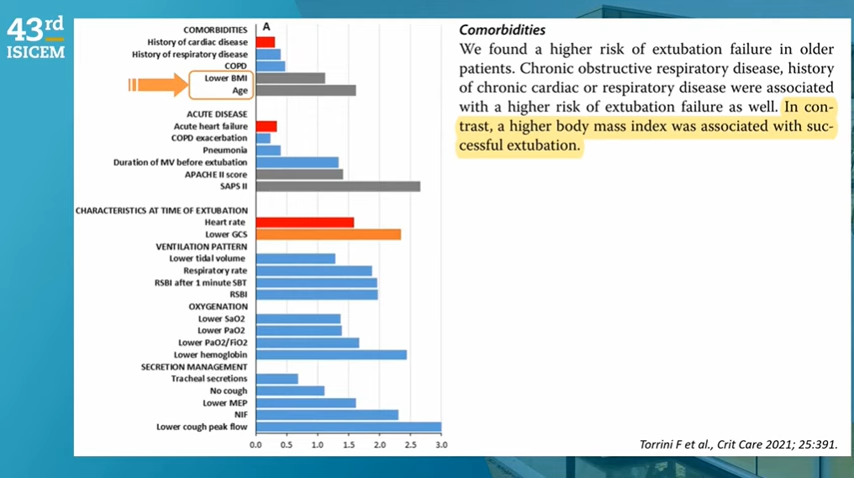 43rd
ISICEM
A
COMORBIDITIES
History of cardiac disease
History of respiratory disease
COPD
Lower BMI
Age
ACUTE DISEASE
Acute heart failure
COPD exacerbation
Pneumonia
Duration of MV before extubation
APACHE II score
SAPS II
CHARACTERISTICS AT TIME OF EXTUBATION
Heart rate
Lower GCS
VENTILATION PATTERN
Lower tidal volume
Respiratory rate
RSBI after 1 minute SBT
RSBI
OXYGENATION
Lower SaO2
Lower PaO2
Lower PaO2/FiO2
Lower hemoglobin
SECRETION MANAGEMENT
Tracheal secretions
No cough
Lower MEP
NIF
Lower cough peak flow
0.0 0.5 1.0 1.5 2.0 2.5 3.0
Comorbidities
We found a higher risk of extubation failure in older
patients. Chronic obstructive respiratory disease, history
of chronic cardiac or respiratory disease were associated
with a higher risk of extubation failure as well. In con-
trast, a higher body mass index was associated with suc-
cessful extubation.
Torrini F et al., Crit Care 2021; 25:391.